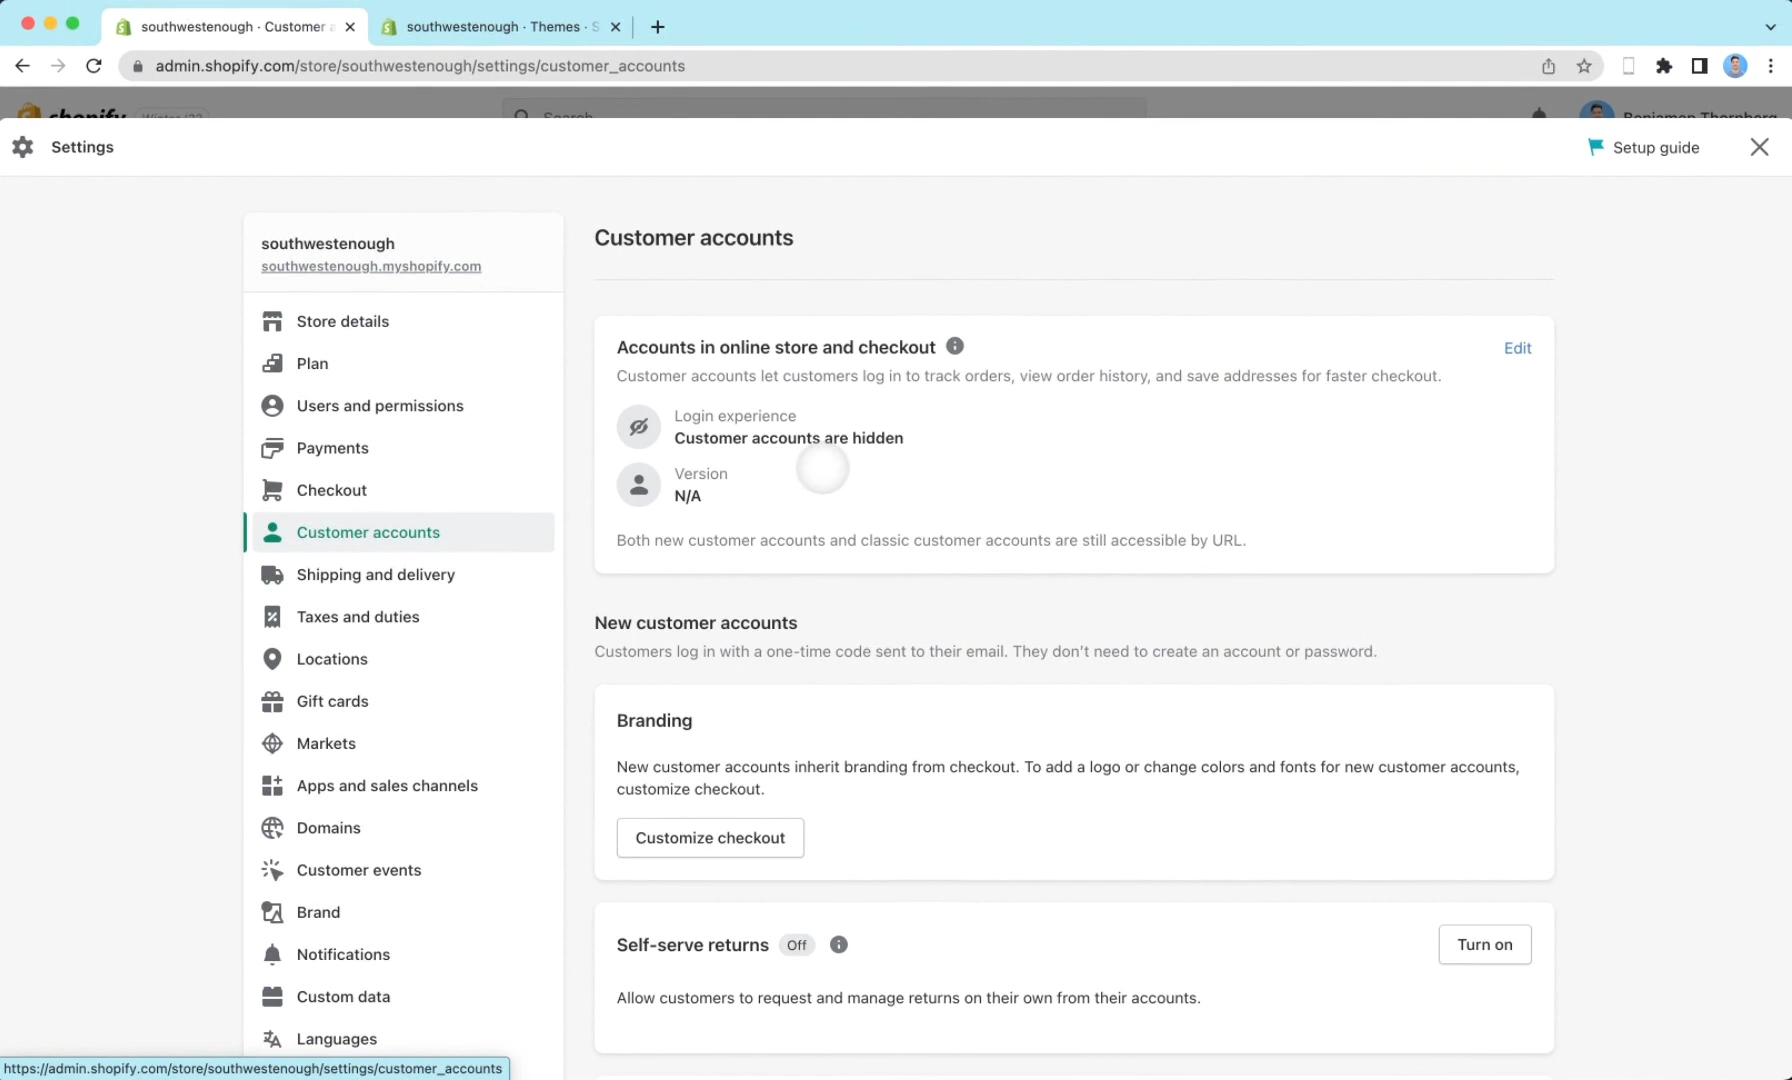 southwestenough · Customer a
southwestenough · Themes · S
admin.shopify.com/store/southwestenough/settings/customer_accounts
shopify
Winter '23
Search
Benjamen Thornberg
Settings
Setup guide
southwestenough
southwestenough.myshopify.com
Store details
Plan
Users and permissions
Payments
Checkout
Customer accounts
Shipping and delivery
Taxes and duties
Locations
Gift cards
Markets
Apps and sales channels
Domains
Customer events
Brand
Notifications
Custom data
Languages
Customer accounts
Accounts in online store and checkout
Edit
Customer accounts let customers log in to track orders, view order history, and save addresses for faster checkout.
Login experience
Customer accounts are hidden
Version
N/A
Both new customer accounts and classic customer accounts are still accessible by URL.
New customer accounts
Customers log in with a one-time code sent to their email. They don't need to create an account or password.
Branding
New customer accounts inherit branding from checkout. To add a logo or change colors and fonts for new customer accounts,
customize checkout.
Customize checkout
Self-serve returns
Off
Turn on
Allow customers to request and manage returns on their own from their accounts.
https://admin.shopify.com/store/southwestenough/settings/customer_accounts